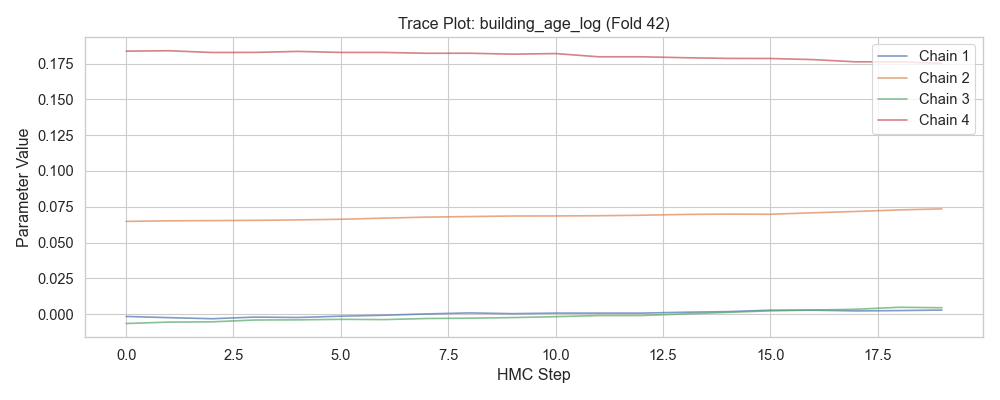 Trace Plot: building_age_log (Fold 42)
Parameter Value
0.175
0.150
0.125
0.100
0.075
0.050
0.025
0.000
Chain 1
Chain 2
Chain 3
Chain 4
0.0 2.5 5.0 7.5 10.0 12.5 15.0 17.5
HMC Step